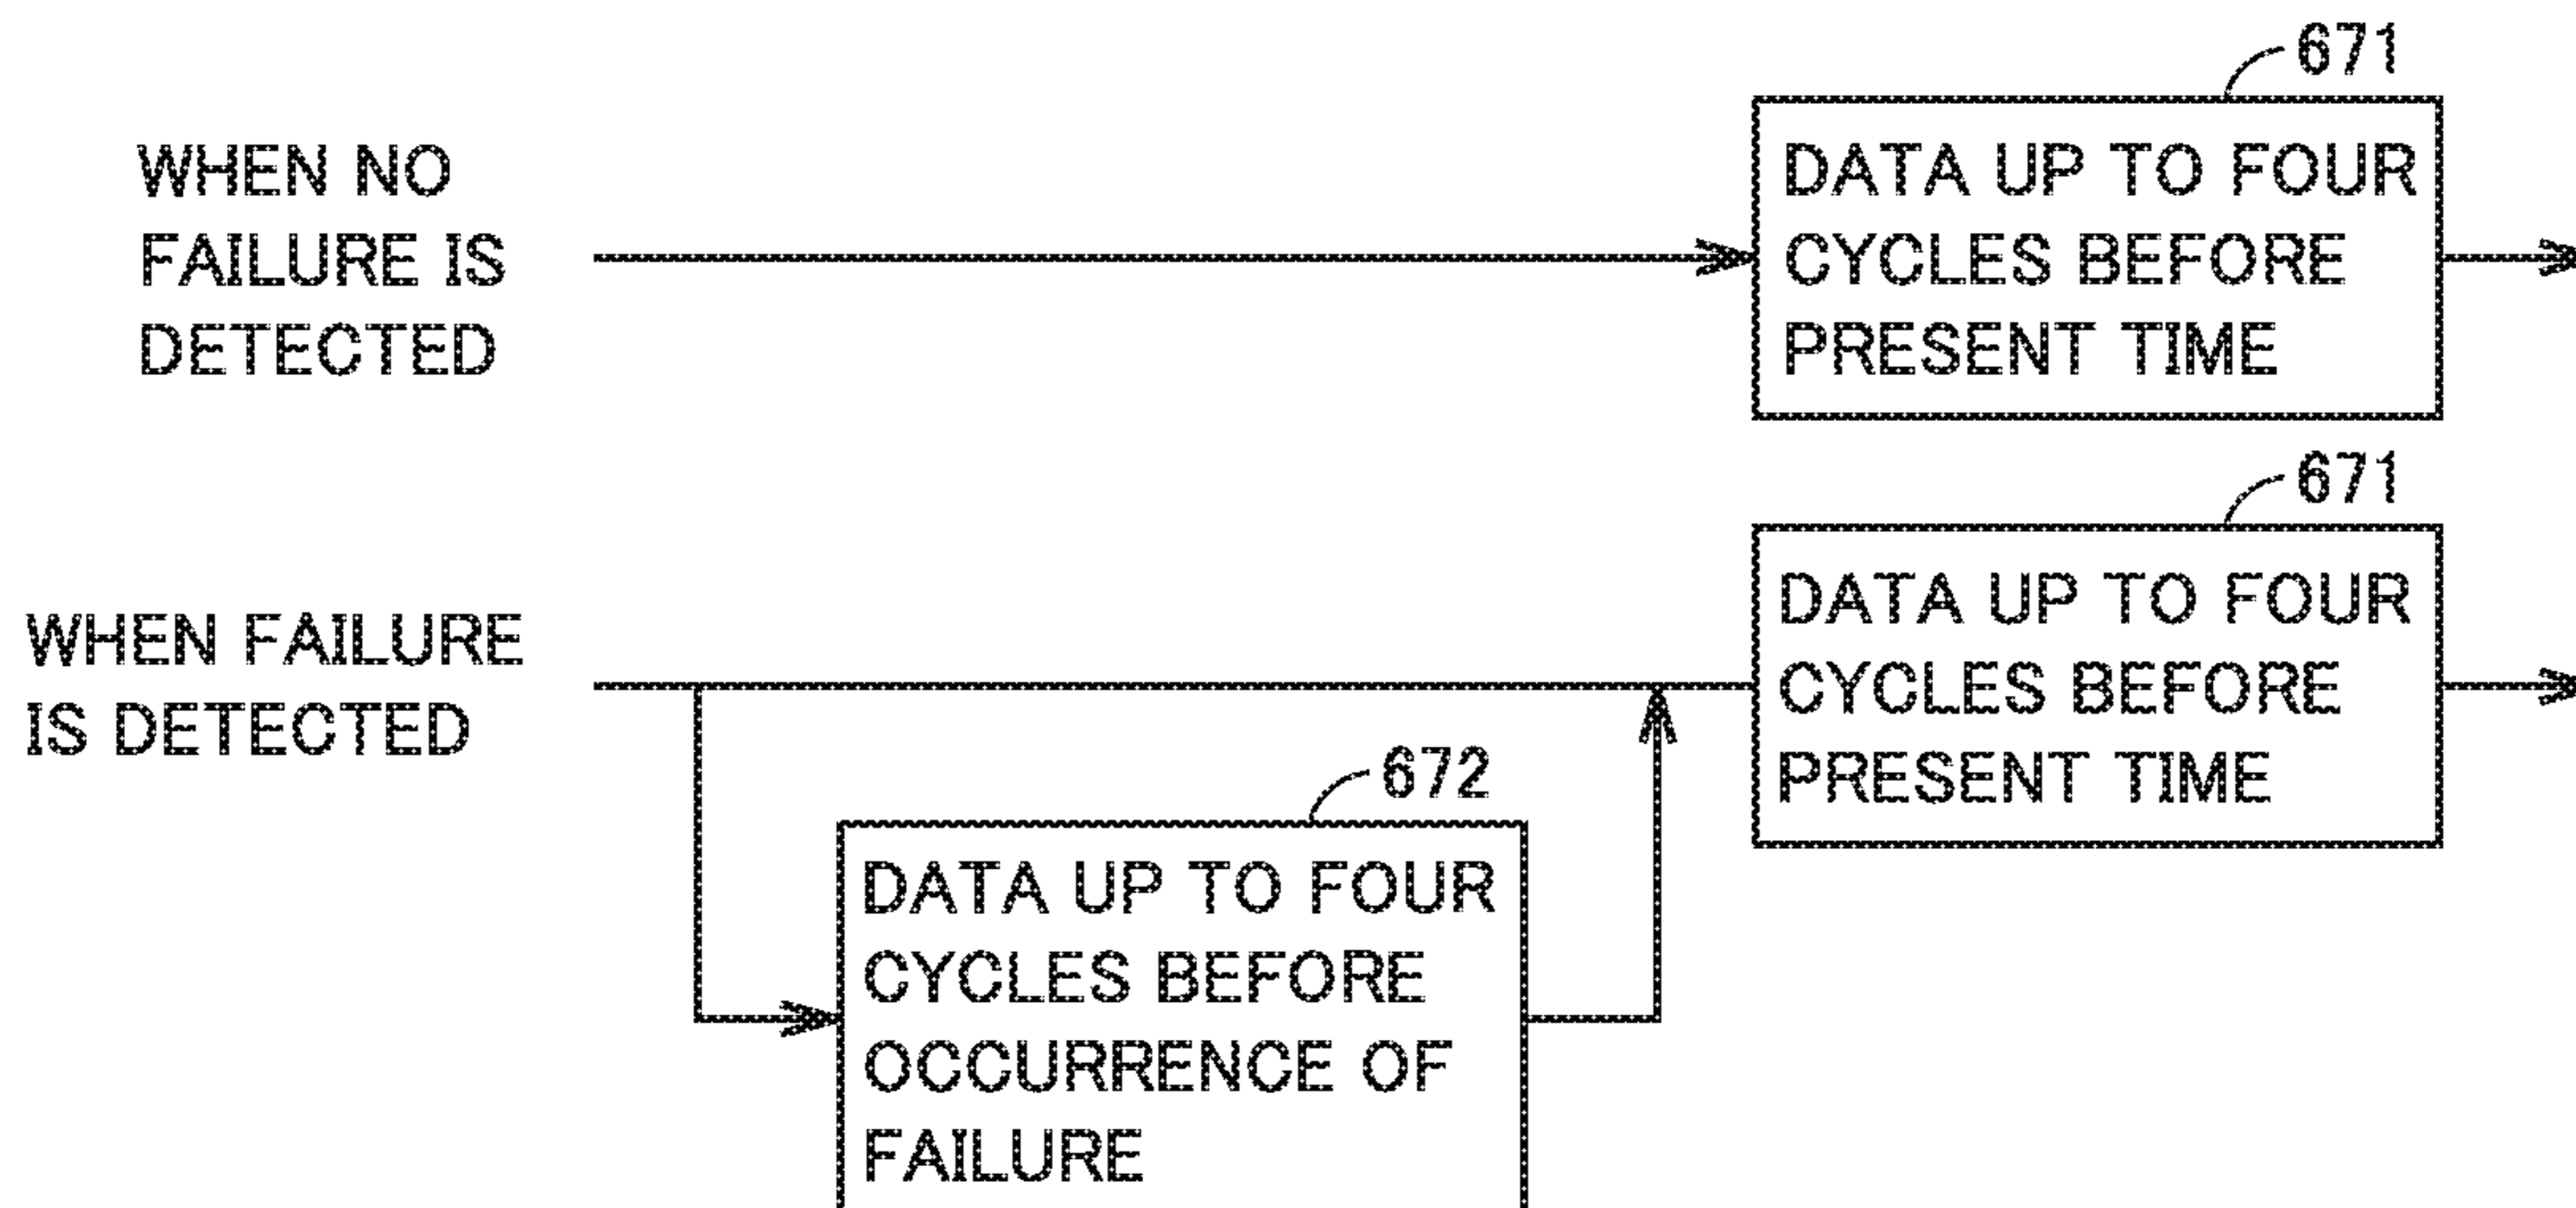 671
WHEN NO
FAILURE IS
DETECTED
DATA UP TO FOUR
CYCLES BEFORE
PRESENT TIME
671
WHEN FAILURE
IS DETECTED
DATA UP TO FOUR
CYCLES BEFORE
PRESENT TIME
672
DATA UP TO FOUR
CYCLES BEFORE
OCCURRENCE OF
FAILURE